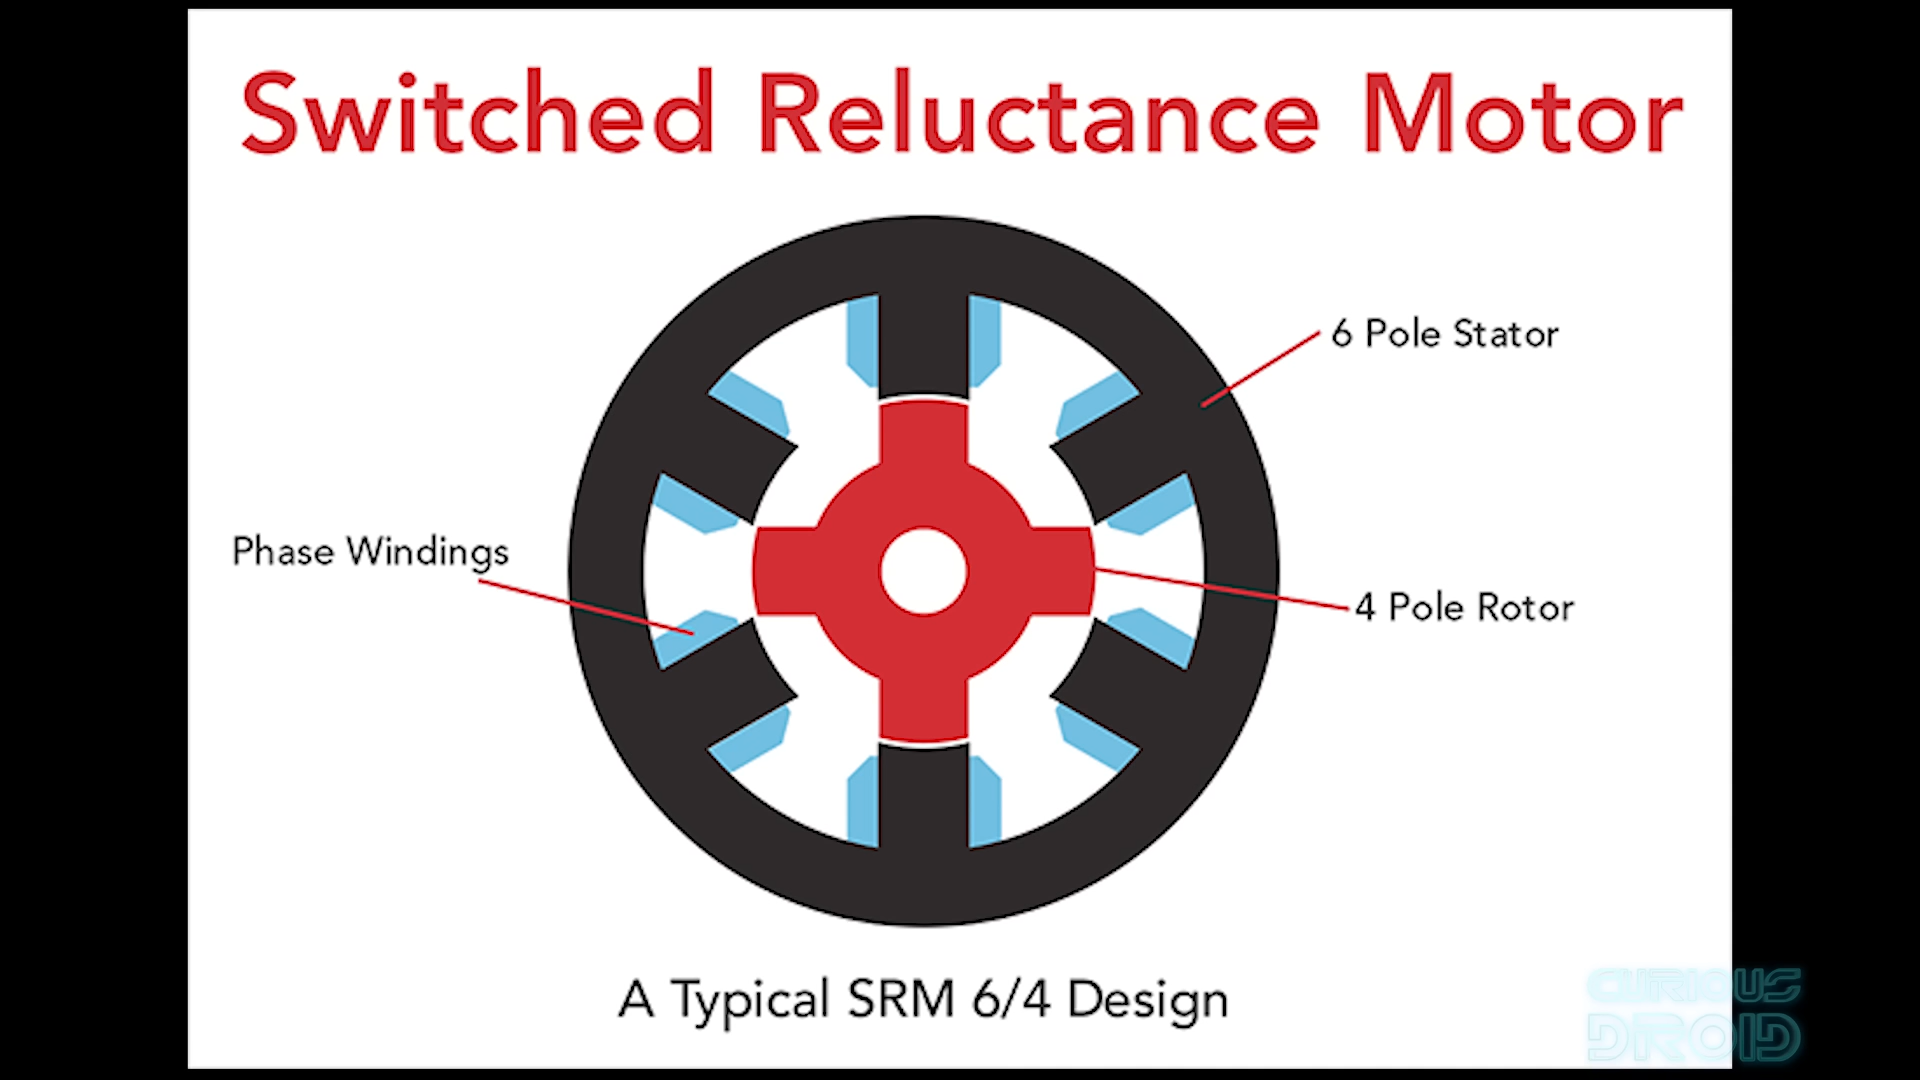 Switched Reluctance Motor
6 Pole Stator
Phase Windings
4 Pole Rotor
A Typical SRM 6/4 Design
CURIOUS
DROID